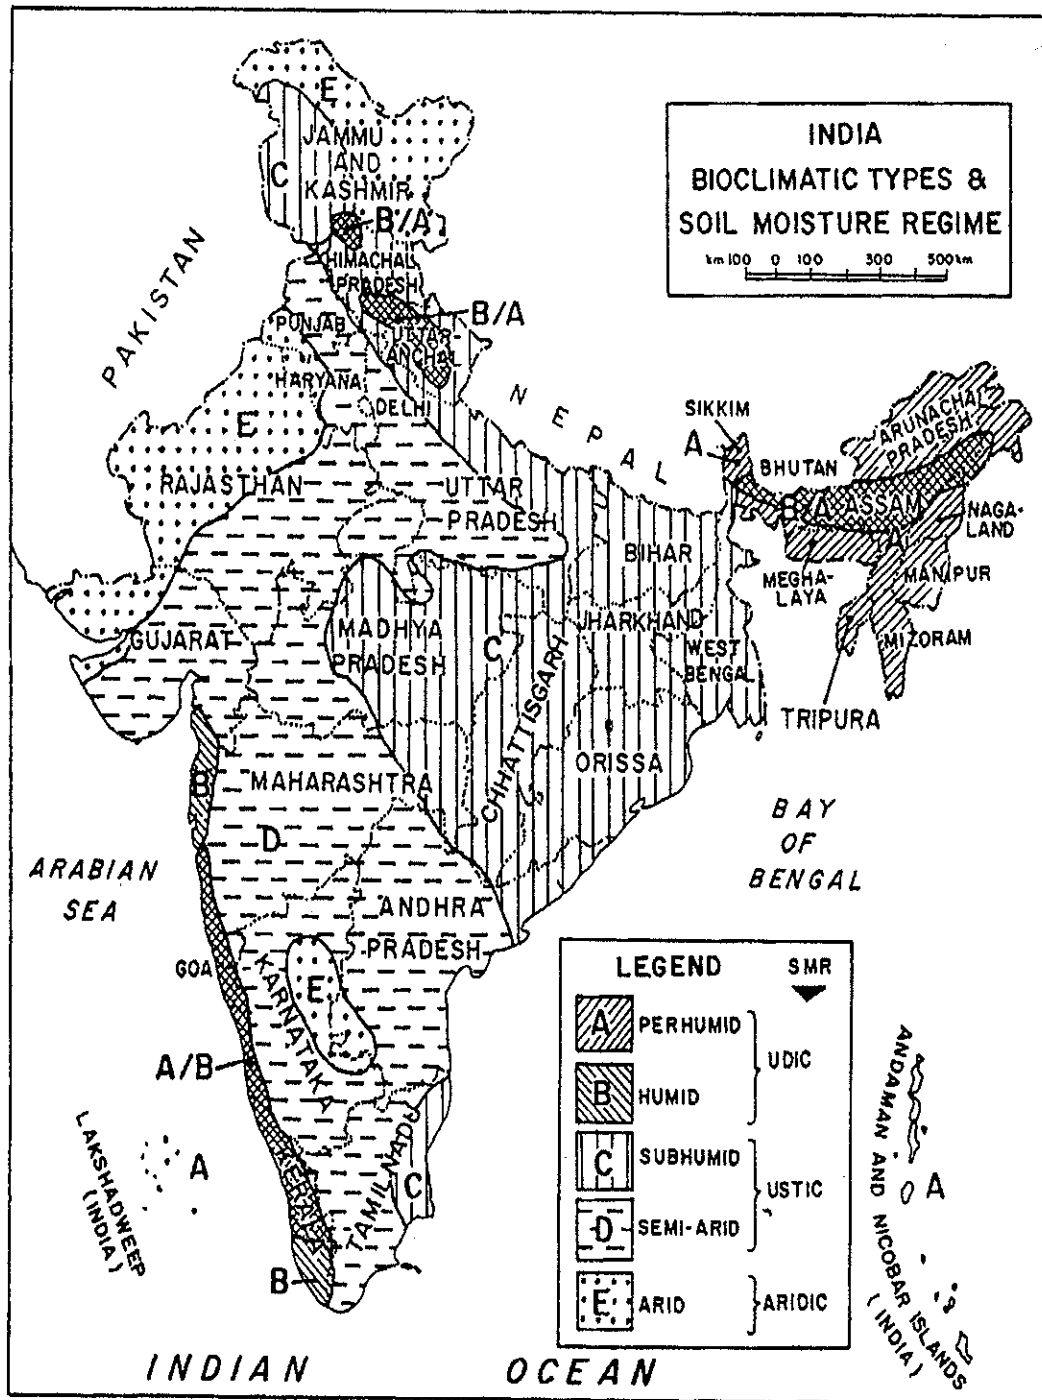 INDIA
BIOCLIMATIC TYPES &
SOIL MOISTURE REGIME
km 100 0 100 300 500 km
E
JAMMU
AND
KASHMIR
C
B/A
HIMACHAL
PRADESH
B/A
PUNJAB
UTTAR-
ANCHAL
HARYANA
DELHI
PAKISTAN
NEPAL
E
RAJASTHAN
UTTAR
PRADESH
SIKKIM
A
BHUTAN
ARUNACHAL
PRADESH
B/A
ASSAM
NAGA-
LAND
A
MEGHA-
LAYA
MANIPUR
MIZORAM
TRIPURA
BIHAR
JHARKHAND
WEST
BENGAL
GUJARAT
MADHYA
PRADESH
C
CHHATTISGARH
ORISSA
B
MAHARASHTRA
D
ARABIAN
SEA
BAY
OF
BENGAL
ANDHRA
PRADESH
GOA
KARNATAKA
E
A/B
LAKSHADWEEP
(INDIA)
A
KERALA
TAMILNADU
C
B
LEGEND SMR
A PERHUMID
UDIC
B HUMID
C SUBHUMID
USTIC
D SEMI-ARID
E ARID ARIDIC
ANDAMAN AND NICOBAR ISLANDS
(INDIA)
A
INDIAN OCEAN